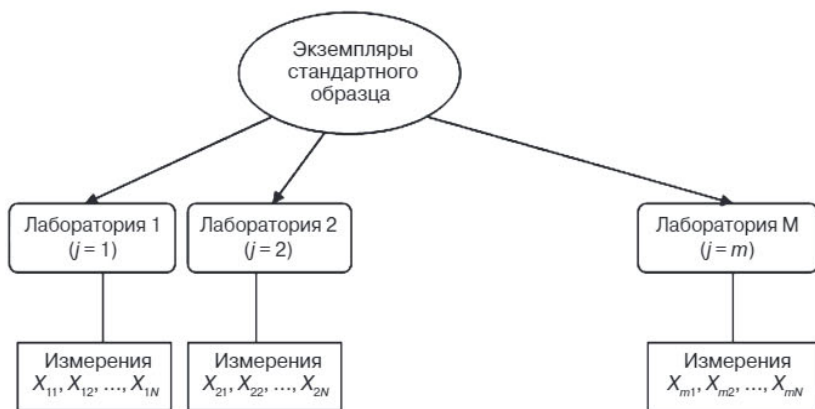 Экземпляры
стандартного
образца
Лаборатория 1
(j = 1)
Лаборатория 2
(j = 2)
Лаборатория М
(j = m)
Измерения
X₁₁, X₁₂, ..., X₁N
Измерения
X₂₁, X₂₂, ..., X₂N
Измерения
Xm₁, Xm₂, ..., XmN